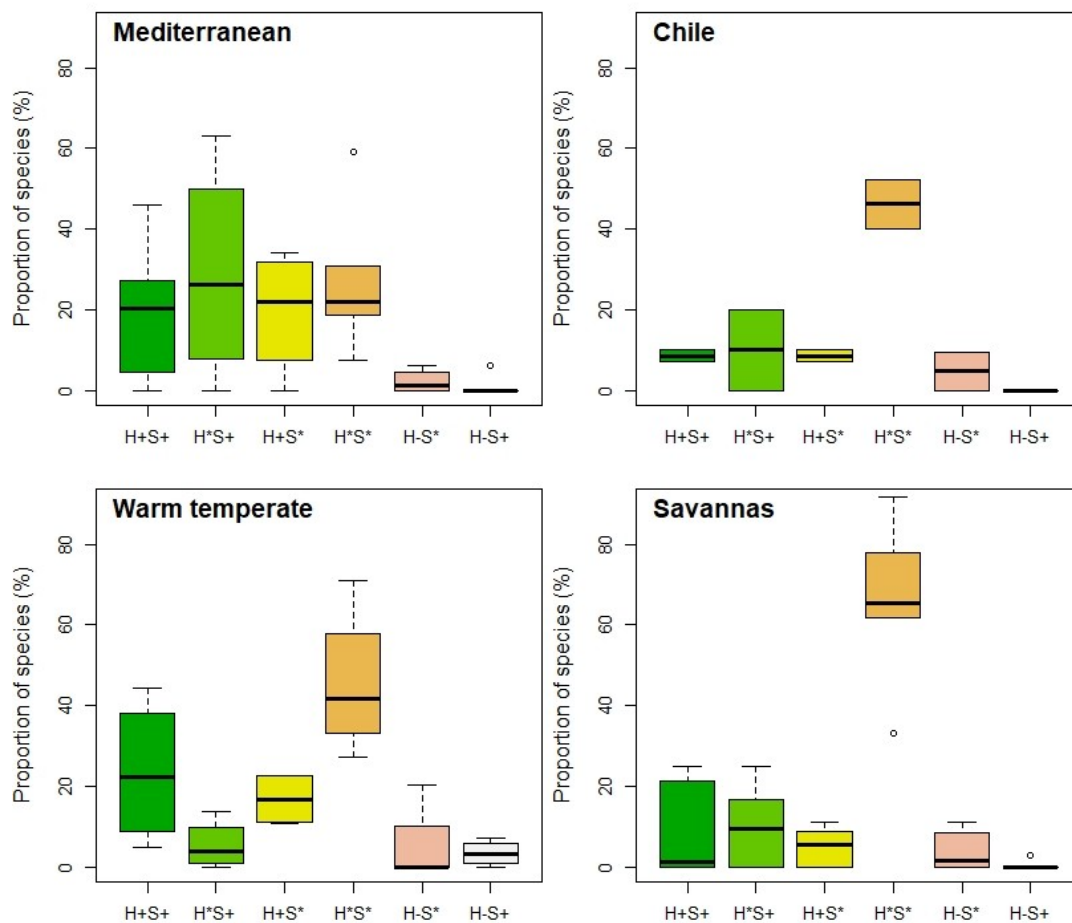 Mediterranean
Proportion of species (%)
80
60
40
20
0
H+S+ H*S+ H+S* H*S* H-S* H-S+
Chile
Proportion of species (%)
80
60
40
20
0
H+S+ H*S+ H+S* H*S* H-S* H-S+
Warm temperate
Proportion of species (%)
80
60
40
20
0
H+S+ H*S+ H+S* H*S* H-S* H-S+
Savannas
Proportion of species (%)
80
60
40
20
0
H+S+ H*S+ H+S* H*S* H-S* H-S+